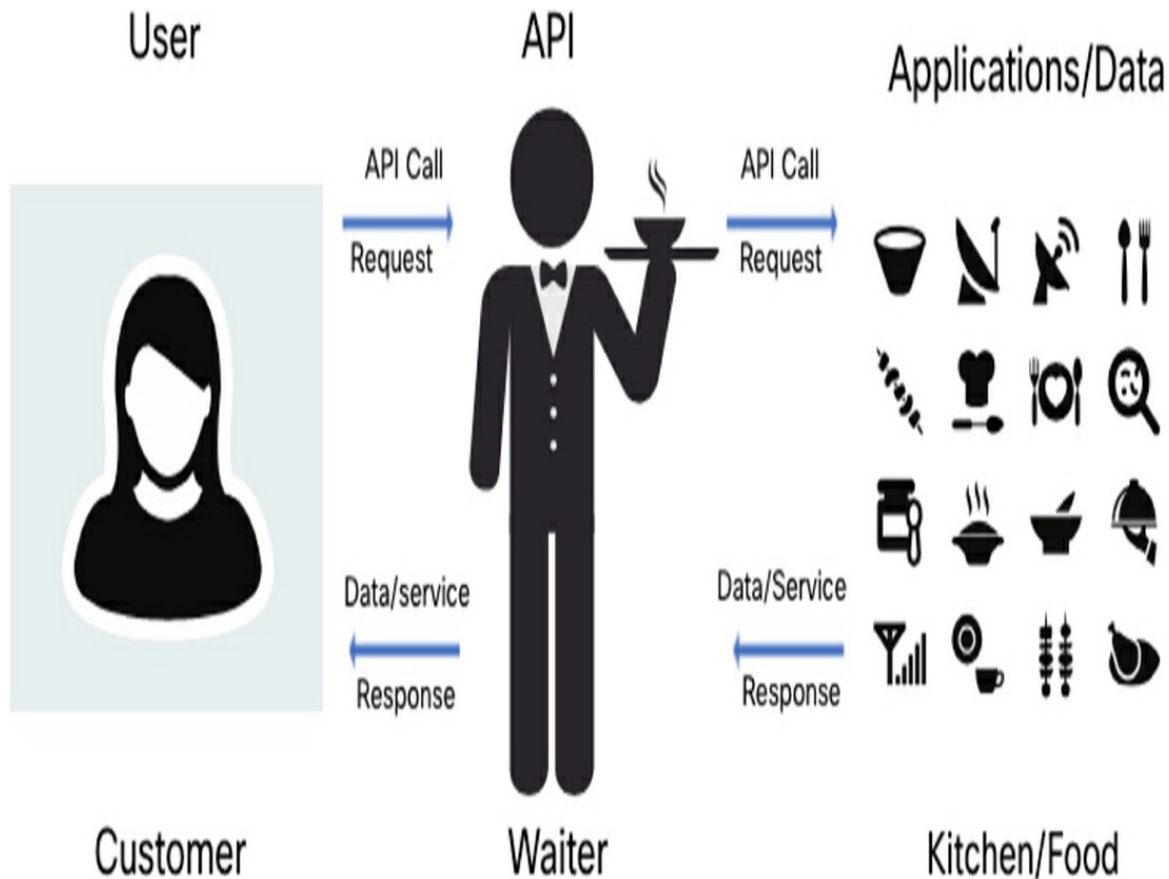 User
API
Applications/Data
API Call
Request
API Call
Request
Data/service
Response
Data/Service
Response
Customer
Waiter
Kitchen/Food